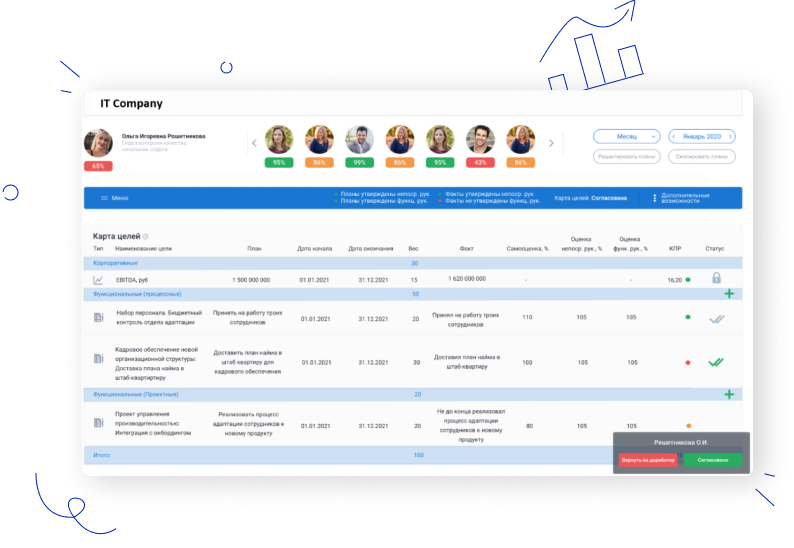 IT Company
Ольга Игоревна Решетникова
Отдел контроля качества,
начальник отдела
65%
95%
86%
99%
86%
95%
43%
86%
Месяц
Январь 2020
Редактировать планы
Скопировать планы
Меню
Планы утверждены непоср. рук.
Планы утверждены функц. рук.
Факты утверждены непоср. рук.
Факты не утверждены функц. рук.
Карта целей: Согласована
Дополнительные
возможности
Карта целей
Тип
Наименование цели
План
Дата начала
Дата окончания
Вес
Факт
Самооценка, %
Оценка
непоср. рук., %
Оценка
функ. рук., %
КПР
Статус
Корпоративные
30
EBITDA, руб
1 500 000 000
01.01.2021
31.12.2021
15
1 620 000 000
-
-
16,20
Функциональные (процессные)
50
Набор персонала. Бюджетный
контроль отдела адаптации
Принять на работу троих
сотрудников
01.01.2021
31.12.2021
20
Принял на работу троих
сотрудников
110
105
105
Кадровое обеспечение новой
организационной структуры:
Доставка плана найма в
штаб-квартиртиру
Доставить план найма в
штаб квартиру для
кадрового обеспечения
01.01.2021
31.12.2021
30
Доставил план найма в
штаб-квартиру
100
105
105
Функциональные (Проектные)
20
Проект управления
производительностью:
Интеграция с онбордингом
Реализовать процесс
адаптации сотрудников к
новому продукту
01.01.2021
31.12.2021
20
Не до конца реализовал
процесс адаптации
сотрудников к новому
продукту
80
105
105
Итого
100
Решетникова О.И.
Вернуть на доработку
Согласовано